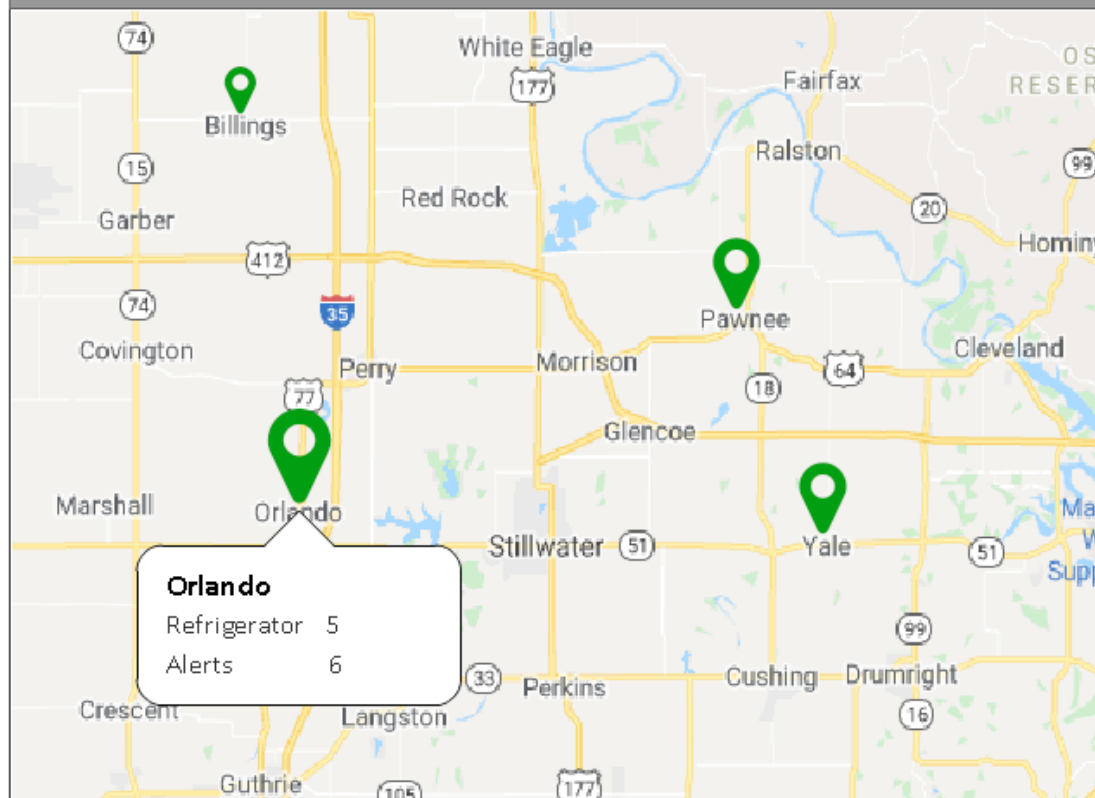 74
White Eagle
OS
177
Fairfax
RESER
Billings
Ralston
99
15
Red Rock
20
Garber
Hominy
412
74
35
Pawnee
Covington
Cleveland
Perry
Morrison
64
77
18
Glencoe
Marshall
Orlando
Ma
W
Stillwater
51
Yale
51
Supp
Orlando
Refrigerator 5
Alerts 6
99
33
Perkins
Cushing
Drumright
Crescent
Langston
16
Guthrie
105
177